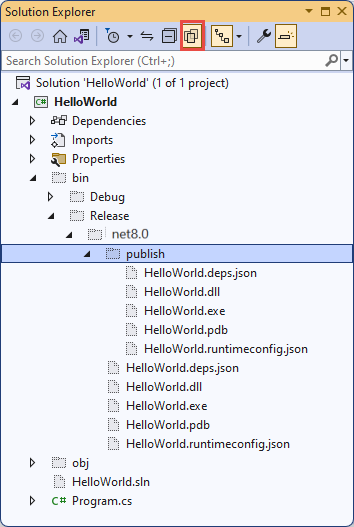 Solution Explorer
Search Solution Explorer (Ctrl+;)
Solution 'HelloWorld' (1 of 1 project)
C# HelloWorld
Dependencies
Imports
Properties
bin
Debug
Release
net8.0
publish
HelloWorld.deps.json
HelloWorld.dll
HelloWorld.exe
HelloWorld.pdb
HelloWorld.runtimeconfig.json
HelloWorld.deps.json
HelloWorld.dll
HelloWorld.exe
HelloWorld.pdb
HelloWorld.runtimeconfig.json
obj
HelloWorld.sln
C# Program.cs